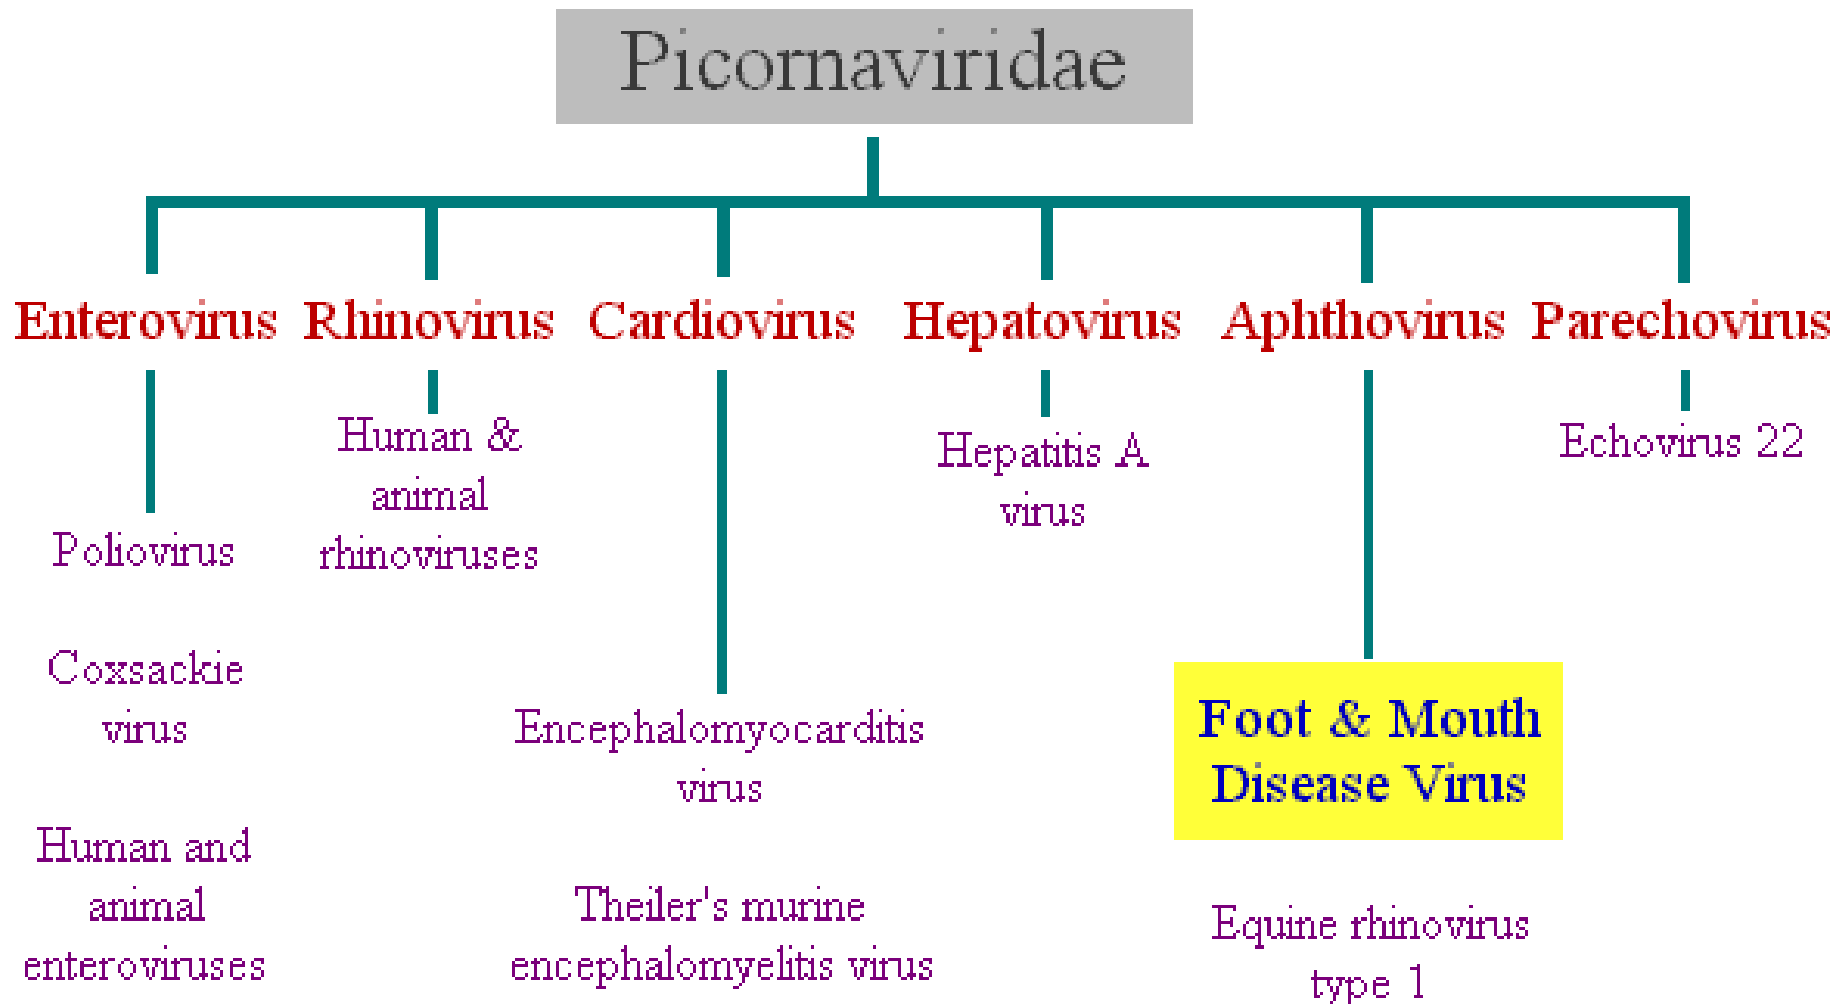 Picornaviridae
Enterovirus
Rhinovirus
Cardiovirus
Hepatovirus
Aphthovirus
Parechovirus
Poliovirus
Coxsackie
virus
Human and
animal
enteroviruses
Human &
animal
rhinoviruses
Encephalomyocarditis
virus
Theiler's murine
encephalomyelitis virus
Hepatitis A
virus
Foot & Mouth
Disease Virus
Equine rhinovirus
type 1
Echovirus 22